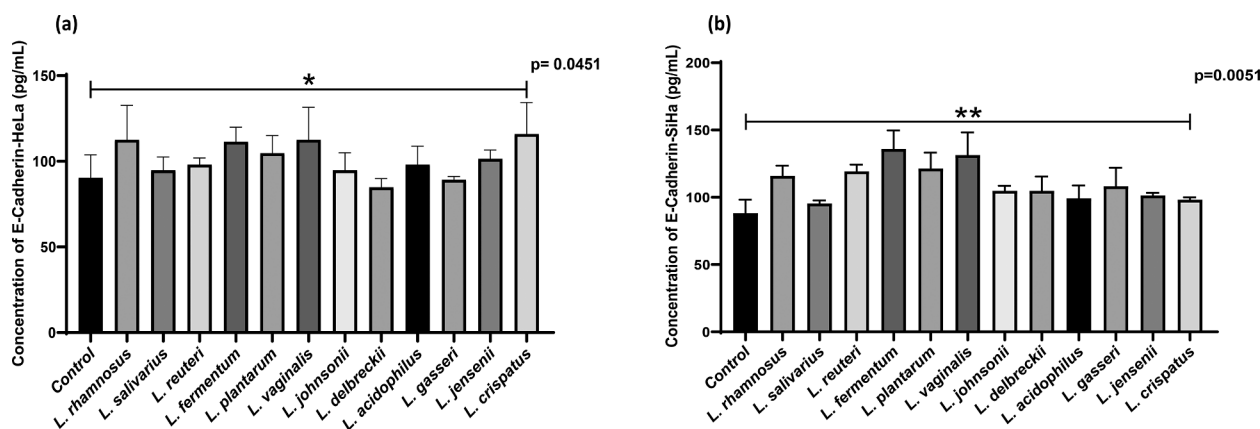 (a)
Concentration of E-Cadherin-HeLa (pg/mL)
150
100
50
0
*
p= 0.0451
Control
L. rhamnosus
L. salivarius
L. reuteri
L. fermentum
L. plantarum
L. vaginalis
L. johnsonii
L. delbreckii
L. acidophilus
L. gasseri
L. jensenii
L. crispatus
(b)
Concentration of E-Cadherin-SiHa (pg/mL)
200
150
100
50
0
**
p=0.0051
Control
L. rhamnosus
L. salivarius
L. reuteri
L. fermentum
L. plantarum
L. vaginalis
L. johnsonii
L. delbreckii
L. acidophilus
L. gasseri
L. jensenii
L. crispatus